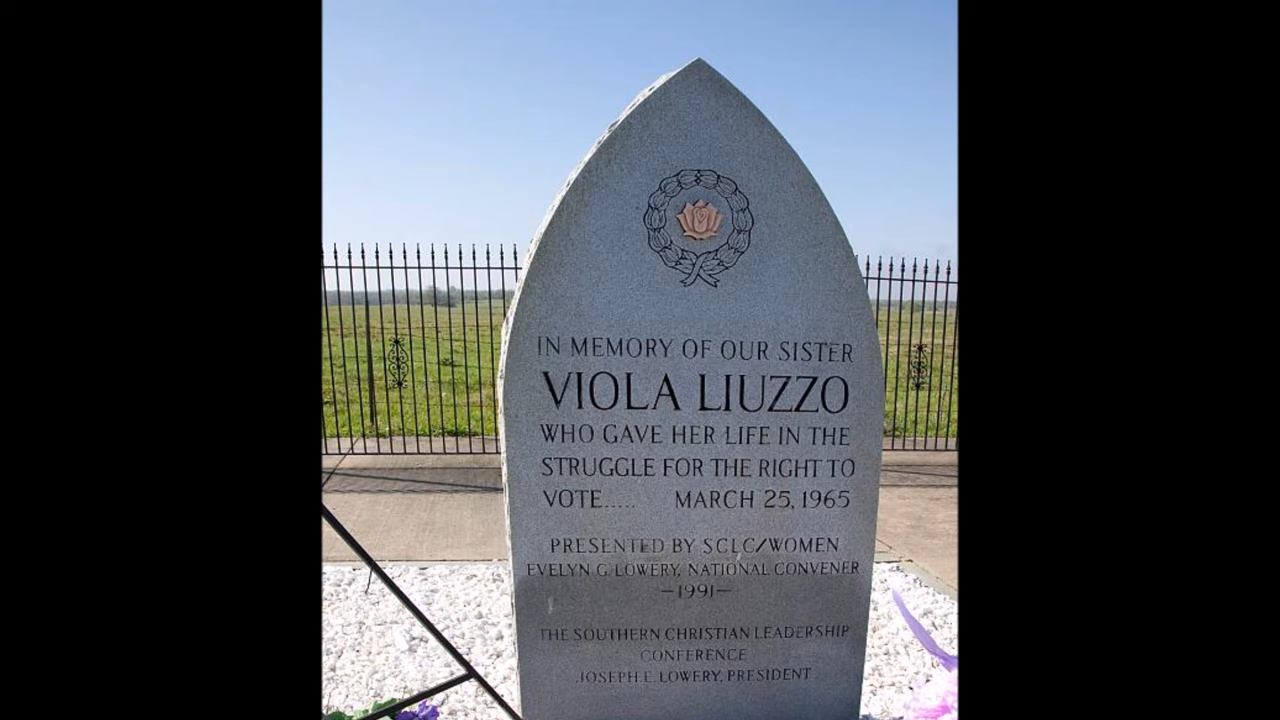 IN MEMORY OF OUR SISTER
VIOLA LIUZZO
WHO GAVE HER LIFE IN THE
STRUGGLE FOR THE RIGHT TO
VOTE..... MARCH 25, 1965
PRESENTED BY SCLC/WOMEN
EVELYN G. LOWERY, NATIONAL CONVENER
—1991—
THE SOUTHERN CHRISTIAN LEADERSHIP
CONFERENCE
JOSEPH E. LOWERY, PRESIDENT